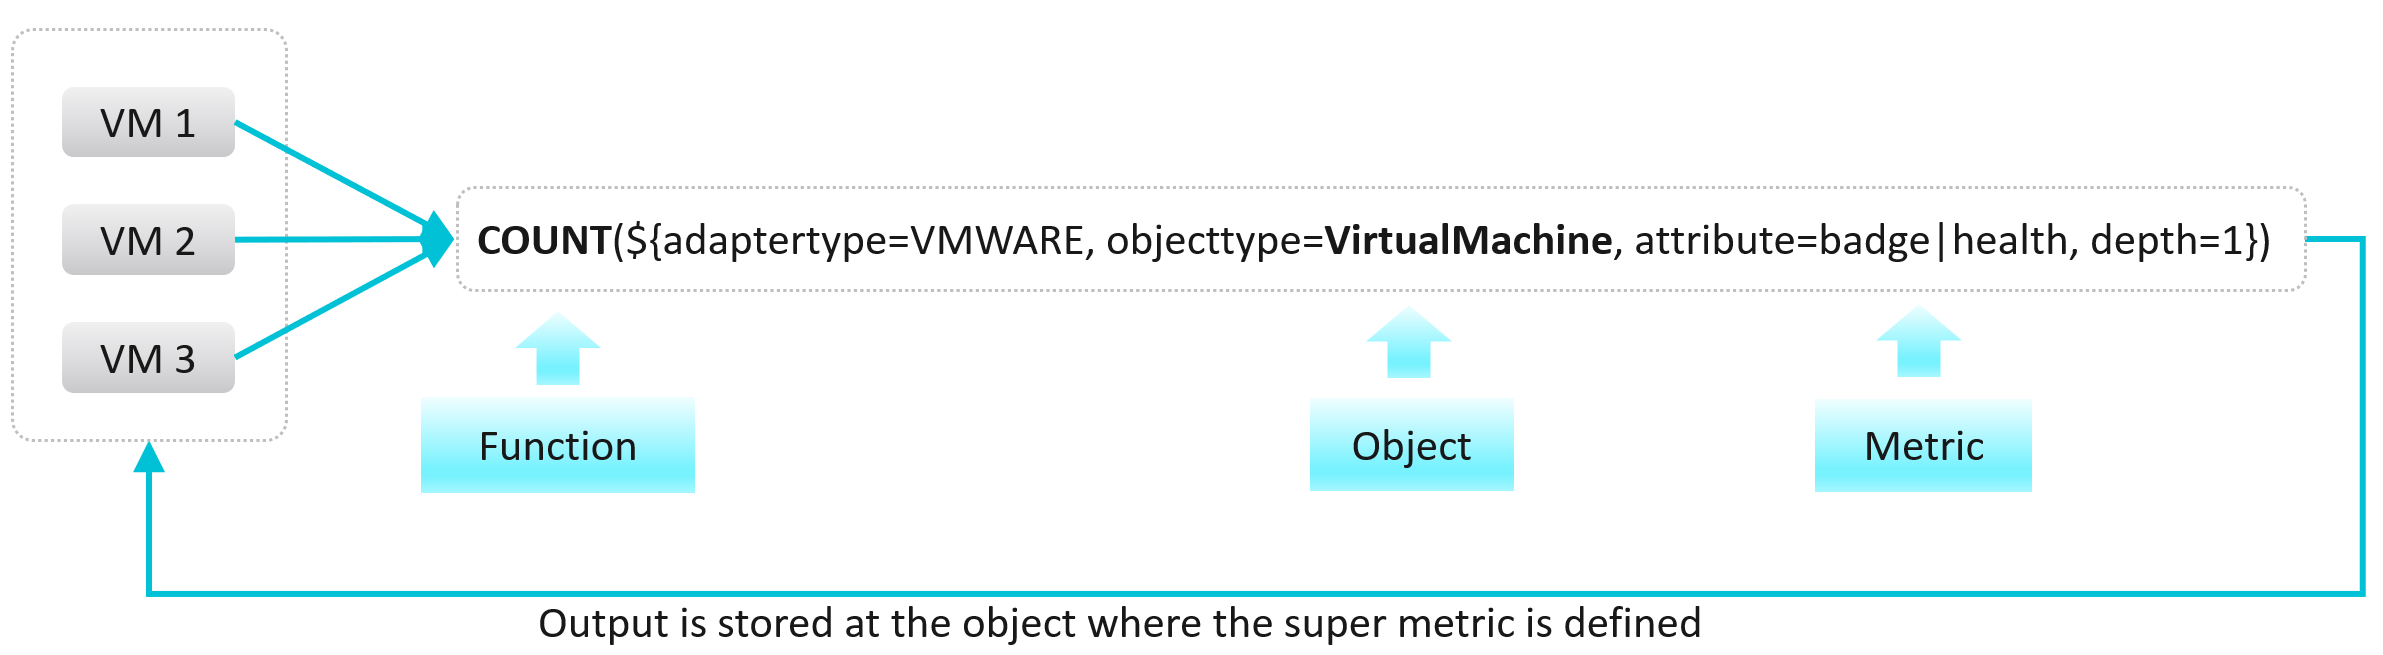 VM 1
VM 2
VM 3
COUNT(${adaptertype=VMWARE, objecttype=VirtualMachine, attribute=badge|health, depth=1})
Function
Object
Metric
Output is stored at the object where the super metric is defined